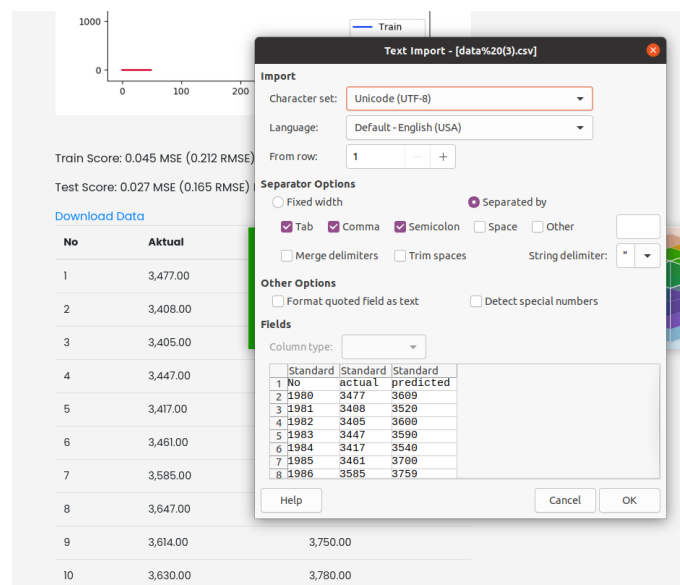 1000
Train
0
0
100
200
Train Score: 0.045 MSE (0.212 RMSE)
Test Score: 0.027 MSE (0.165 RMSE)
Download Data
No Aktual
1 3,477.00
2 3,408.00
3 3,405.00
4 3,447.00
5 3,417.00
6 3,461.00
7 3,585.00
8 3,647.00
9 3,614.00 3,750.00
10 3,630.00 3,780.00
Text Import - [data%20(3).csv]
Import
Character set: Unicode (UTF-8)
Language: Default - English (USA)
From row: 1
Separator Options
Fixed width Separated by
Tab Comma Semicolon Space Other
Merge delimiters Trim spaces String delimiter: "
Other Options
Format quoted field as text Detect special numbers
Fields
Column type:
Standard Standard Standard
1 No actual predicted
2 1980 3477 3609
3 1981 3408 3520
4 1982 3405 3600
5 1983 3447 3590
6 1984 3417 3540
7 1985 3461 3700
8 1986 3585 3759
Help Cancel OK